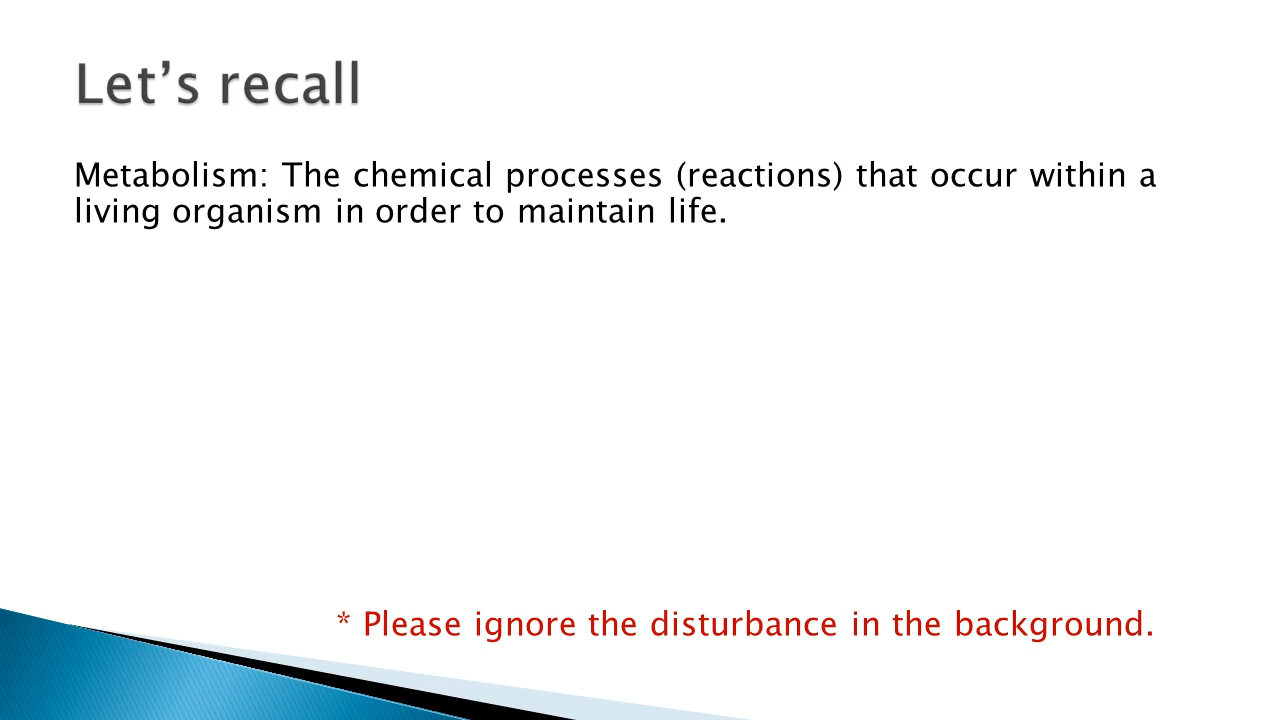 Let’s recall
Metabolism: The chemical processes (reactions) that occur within a
living organism in order to maintain life.
* Please ignore the disturbance in the background.